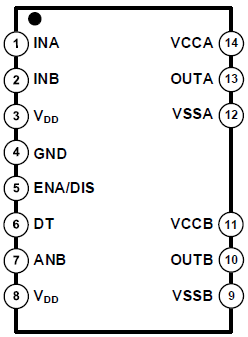 1 INA VCCA 14
2 INB OUTA 13
3 VDD VSSA 12
4 GND
5 ENA/DIS
6 DT VCCB 11
7 ANB OUTB 10
8 VDD VSSB 9